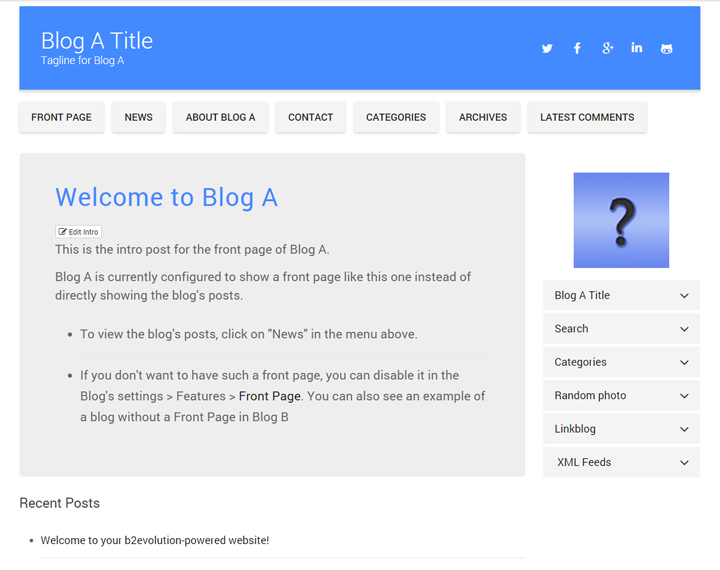 Blog A Title
Tagline for Blog A
FRONT PAGE
NEWS
ABOUT BLOG A
CONTACT
CATEGORIES
ARCHIVES
LATEST COMMENTS
Welcome to Blog A
Edit Intro
This is the intro post for the front page of Blog A.
Blog A is currently configured to show a front page like this one instead of
directly showing the blog's posts.
To view the blog's posts, click on "News" in the menu above.
If you don't want to have such a front page, you can disable it in the
Blog's settings > Features > Front Page. You can also see an example of
a blog without a Front Page in Blog B
?
Blog A Title
Search
Categories
Random photo
Linkblog
XML Feeds
Recent Posts
Welcome to your b2evolution-powered website!